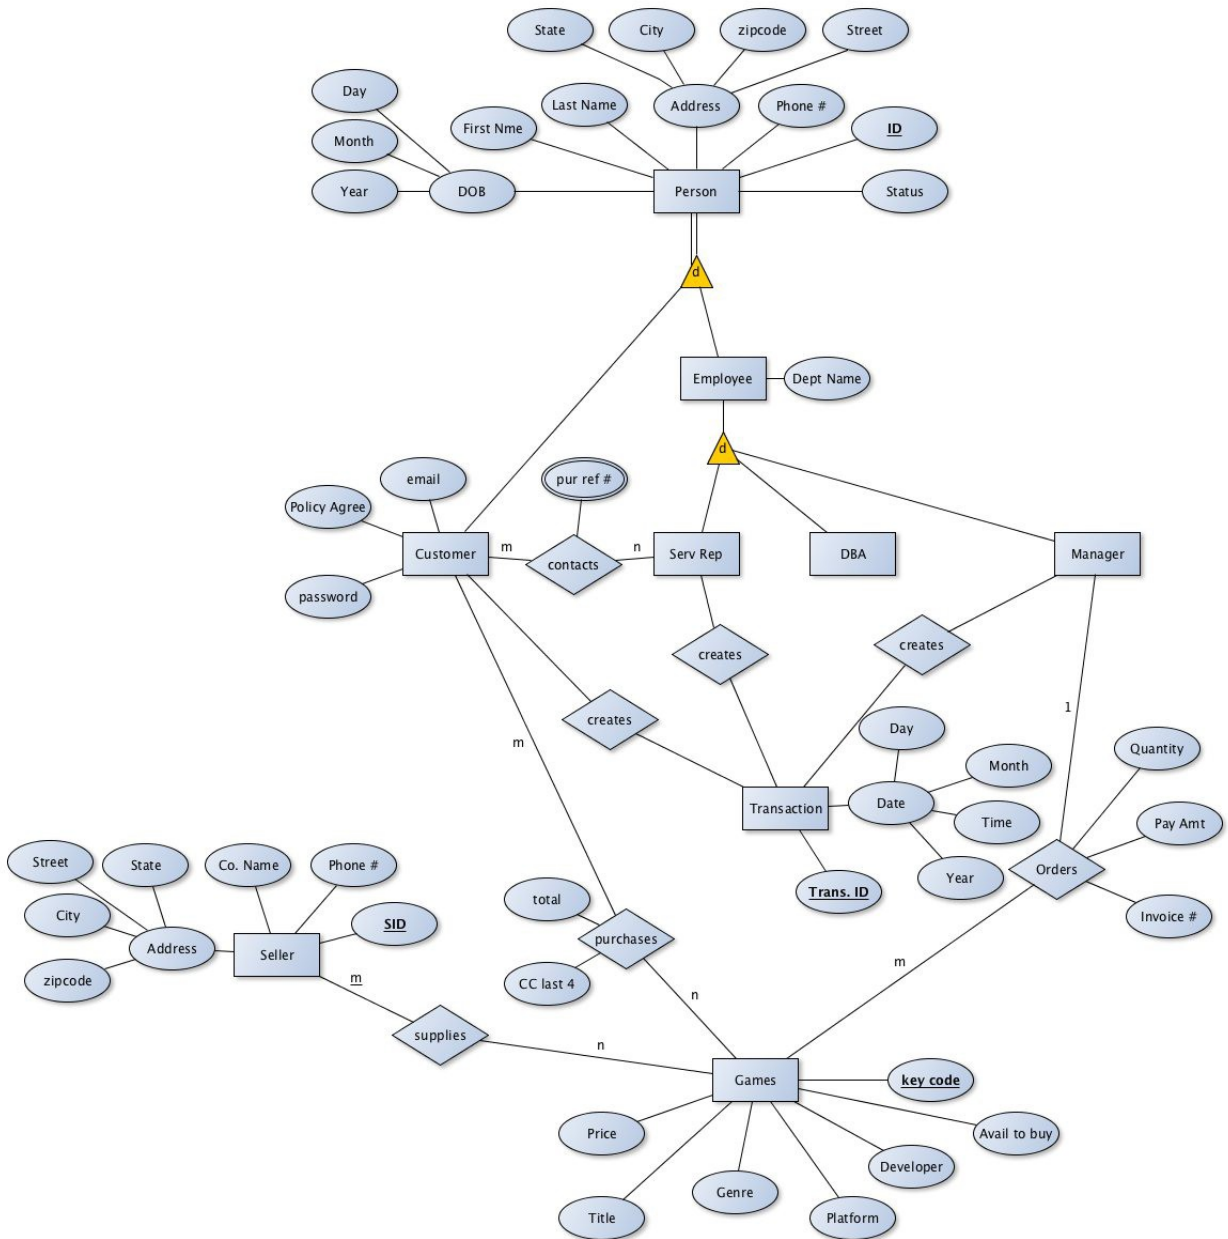 State
City
zipcode
Street
Day
Last Name
Address
Phone #
First Nme
ID
Month
Year
DOB
Person
Status
d
Employee
Dept Name
d
email
pur ref #
Policy Agree
Customer
m
contacts
n
Serv Rep
DBA
Manager
password
creates
creates
creates
1
m
Day
Quantity
Month
Transaction
Date
Time
Pay Amt
Street
State
Co. Name
Phone #
Orders
Year
Trans. ID
total
City
SID
Invoice #
Address
Seller
purchases
m
zipcode
m
CC last 4
n
supplies
n
Games
key code
Price
Avail to buy
Developer
Genre
Title
Platform